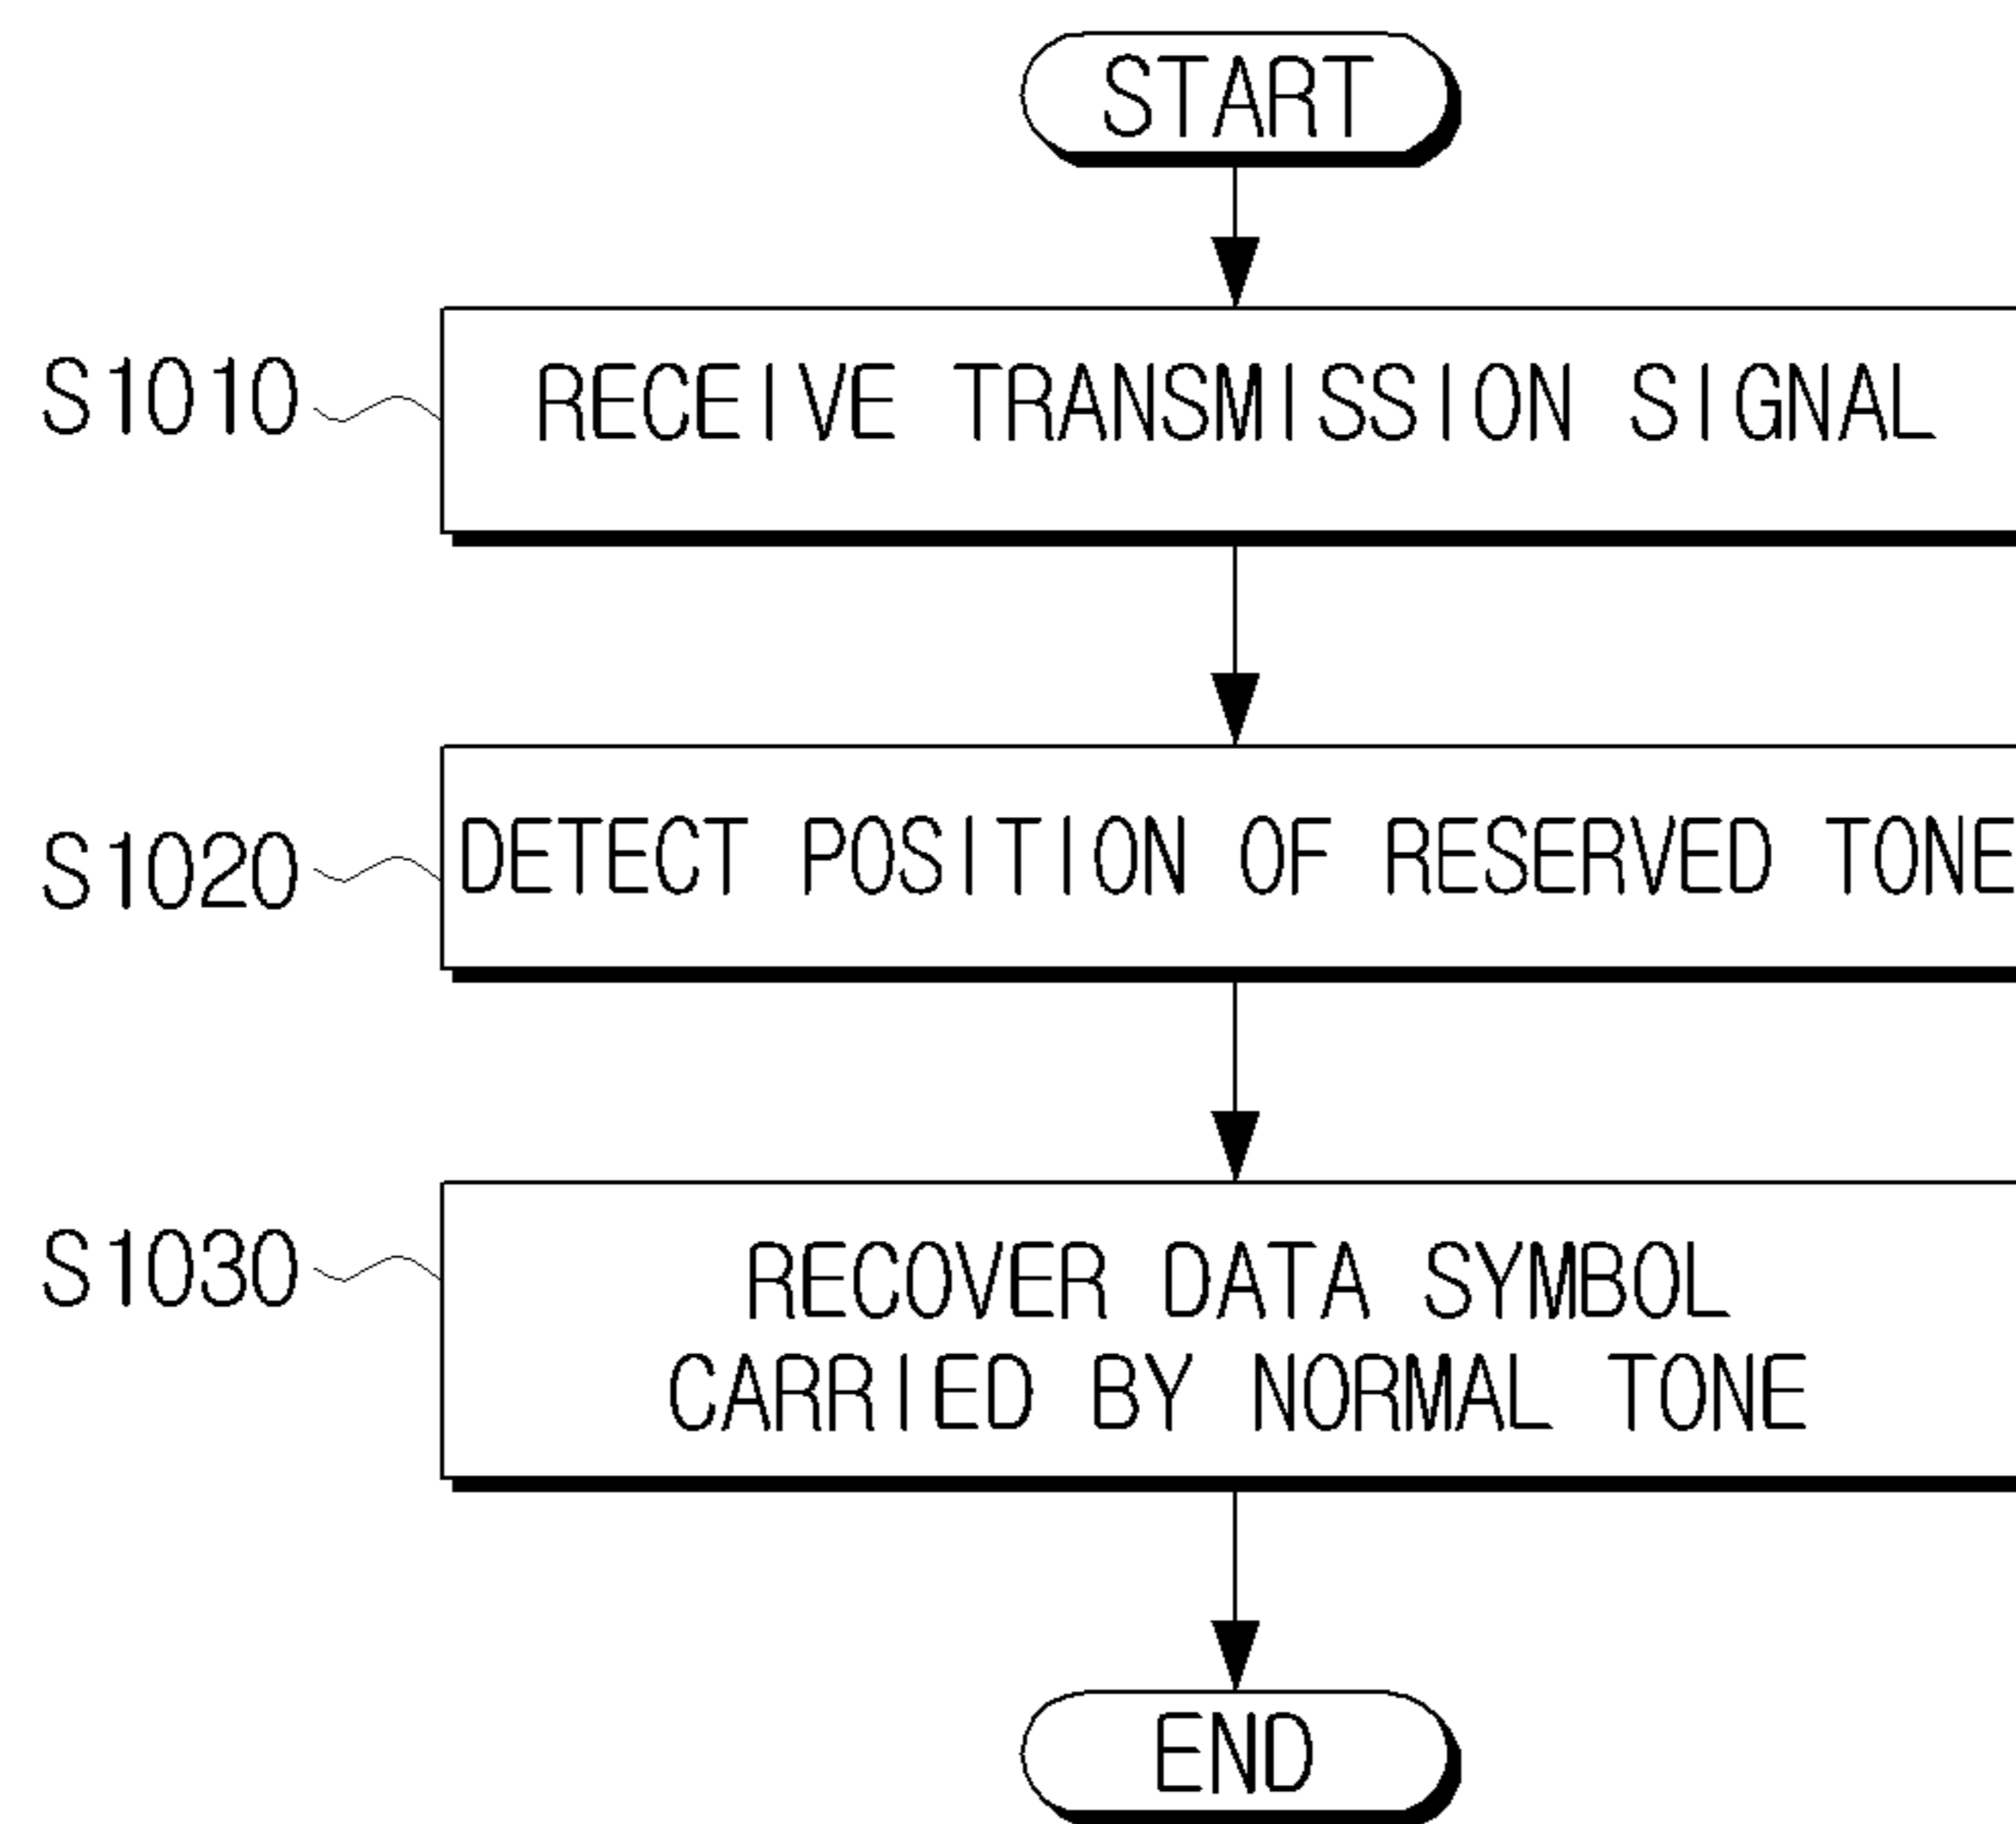 START
S1010
RECEIVE TRANSMISSION SIGNAL
S1020
DETECT POSITION OF RESERVED TONE
S1030
RECOVER DATA SYMBOL
CARRIED BY NORMAL TONE
END